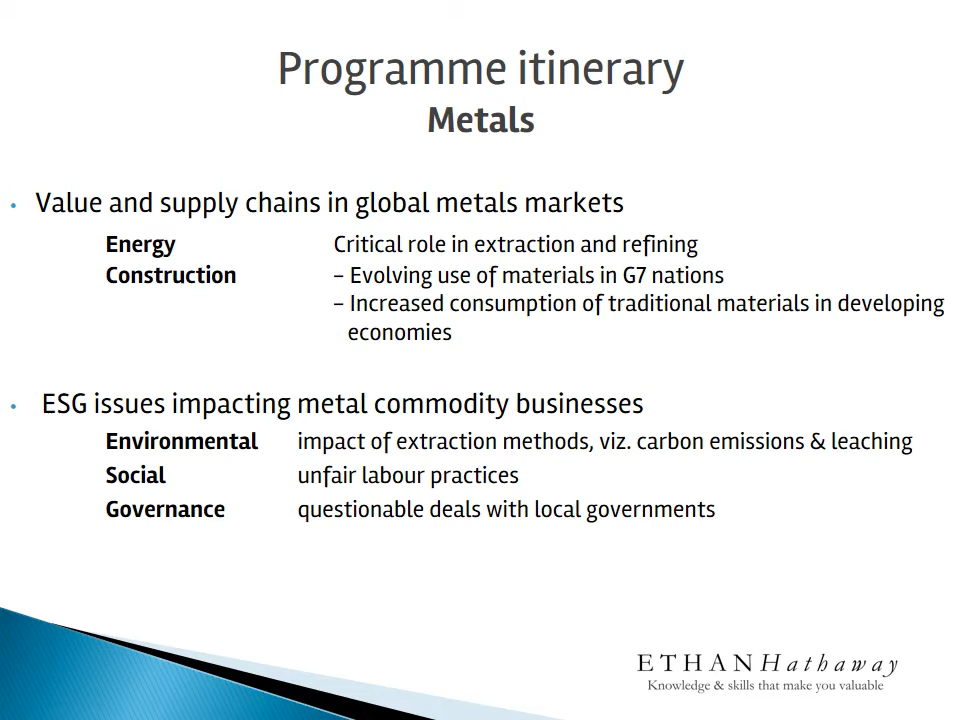 Programme itinerary
Metals
• Value and supply chains in global metals markets
Energy Critical role in extraction and refining
Construction – Evolving use of materials in G7 nations
– Increased consumption of traditional materials in developing
economies
• ESG issues impacting metal commodity businesses
Environmental impact of extraction methods, viz. carbon emissions & leaching
Social unfair labour practices
Governance questionable deals with local governments
ETHANHathaway
Knowledge & skills that make you valuable